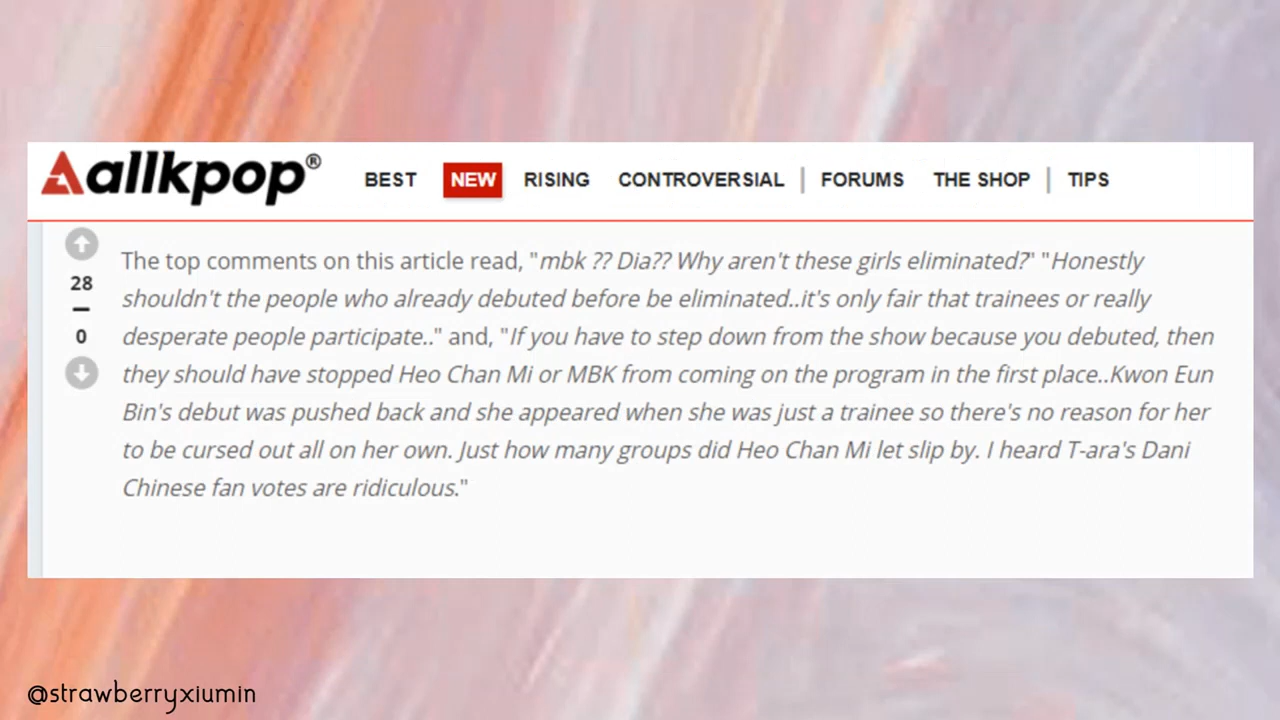 allkpop®
BEST NEW RISING CONTROVERSIAL | FORUMS THE SHOP | TIPS
28
0
The top comments on this article read, "mbk ?? Dia?? Why aren't these girls eliminated?" "Honestly
shouldn't the people who already debuted before be eliminated..it's only fair that trainees or really
desperate people participate.." and, "If you have to step down from the show because you debuted, then
they should have stopped Heo Chan Mi or MBK from coming on the program in the first place..Kwon Eun
Bin's debut was pushed back and she appeared when she was just a trainee so there's no reason for her
to be cursed out all on her own. Just how many groups did Heo Chan Mi let slip by. I heard T-ara's Dani
Chinese fan votes are ridiculous."
@strawberryxiumin